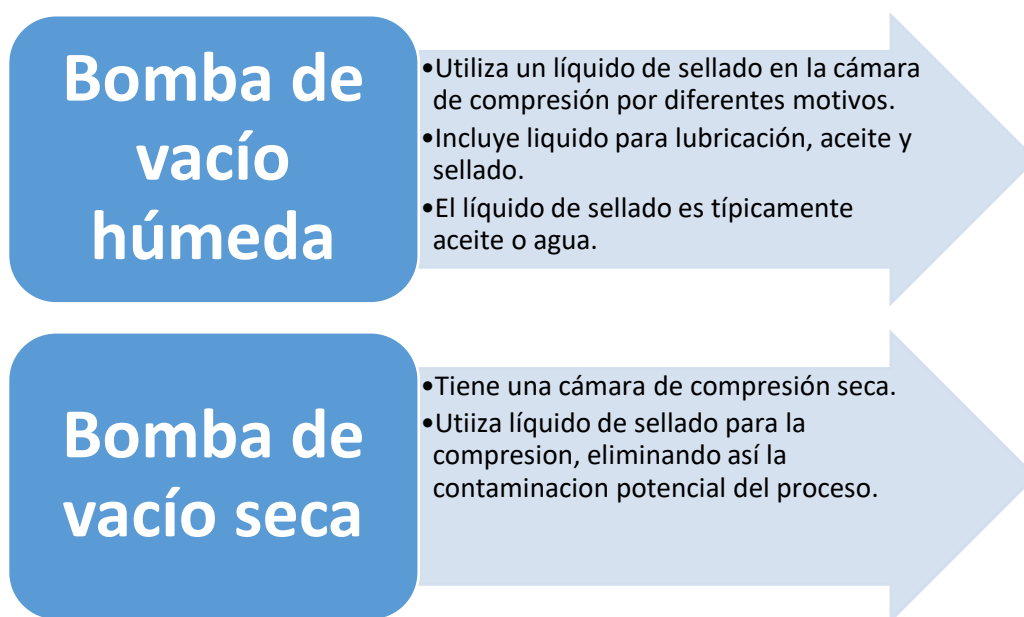 Bomba de
vacío
húmeda
•Utiliza un líquido de sellado en la cámara
de compresión por diferentes motivos.
•Incluye liquido para lubricación, aceite y
sellado.
•El líquido de sellado es típicamente
aceite o agua.
Bomba de
vacío seca
•Tiene una cámara de compresión seca.
•Utiiza líquido de sellado para la
compresion, eliminando así la
contaminacion potencial del proceso.